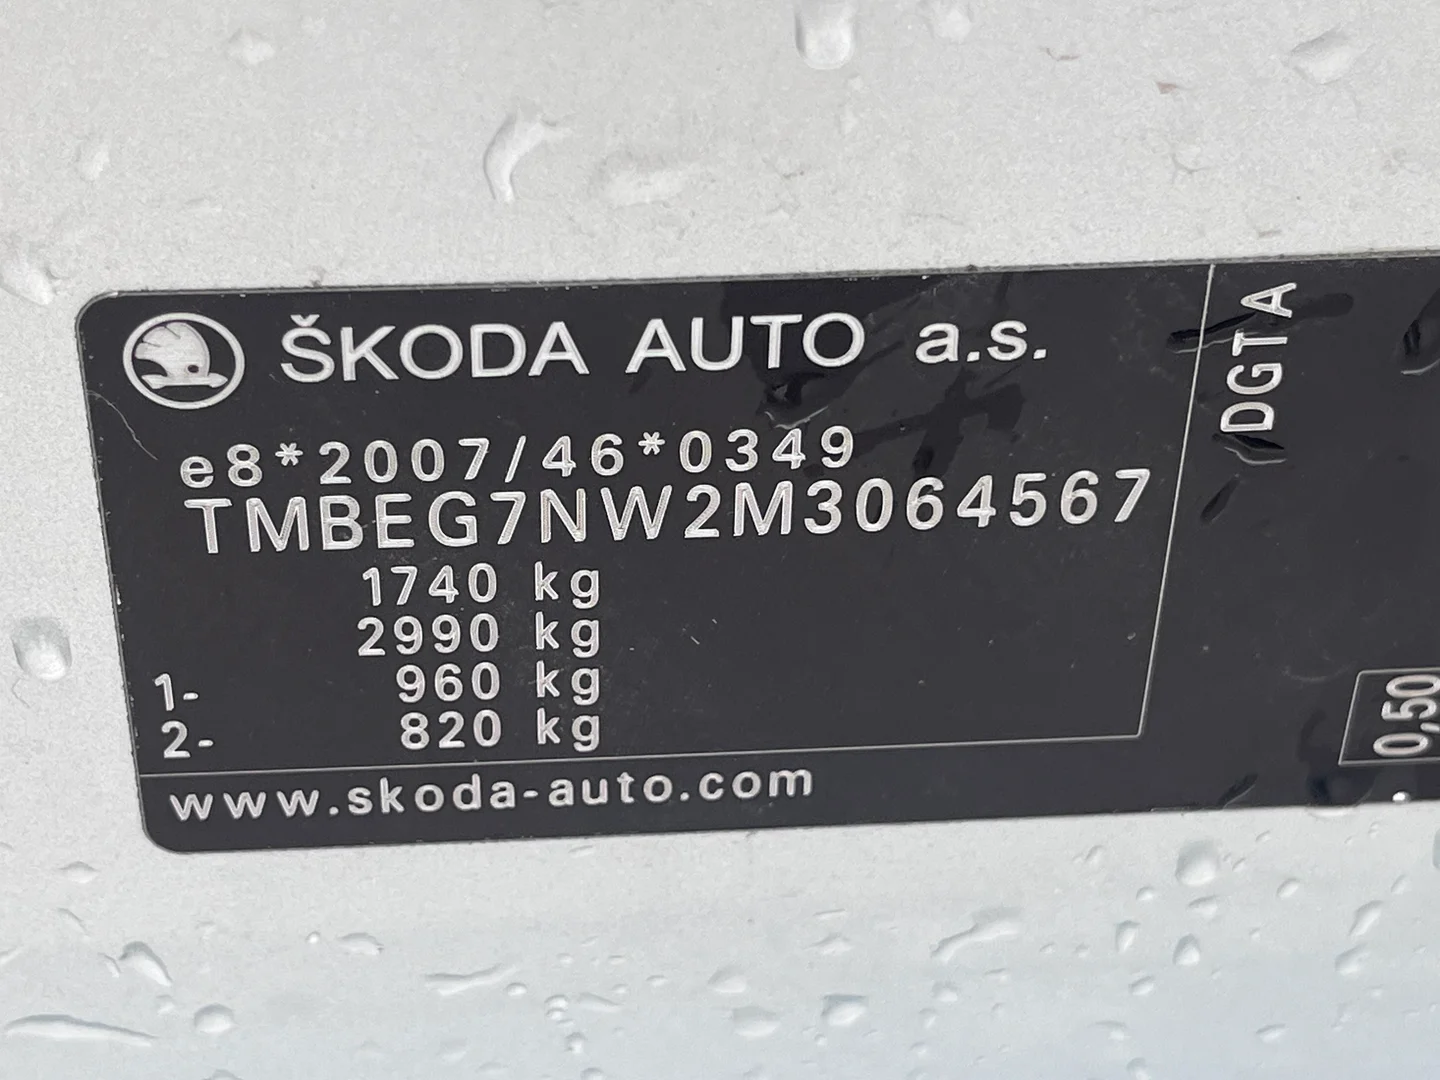 ŠKODA AUTO a.s.
e8*2007/46*0349
TMBEG7NW2M3064567
1740 kg
2990 kg
1- 960 kg
2- 820 kg
www.skoda-auto.com
DGTA
0,50